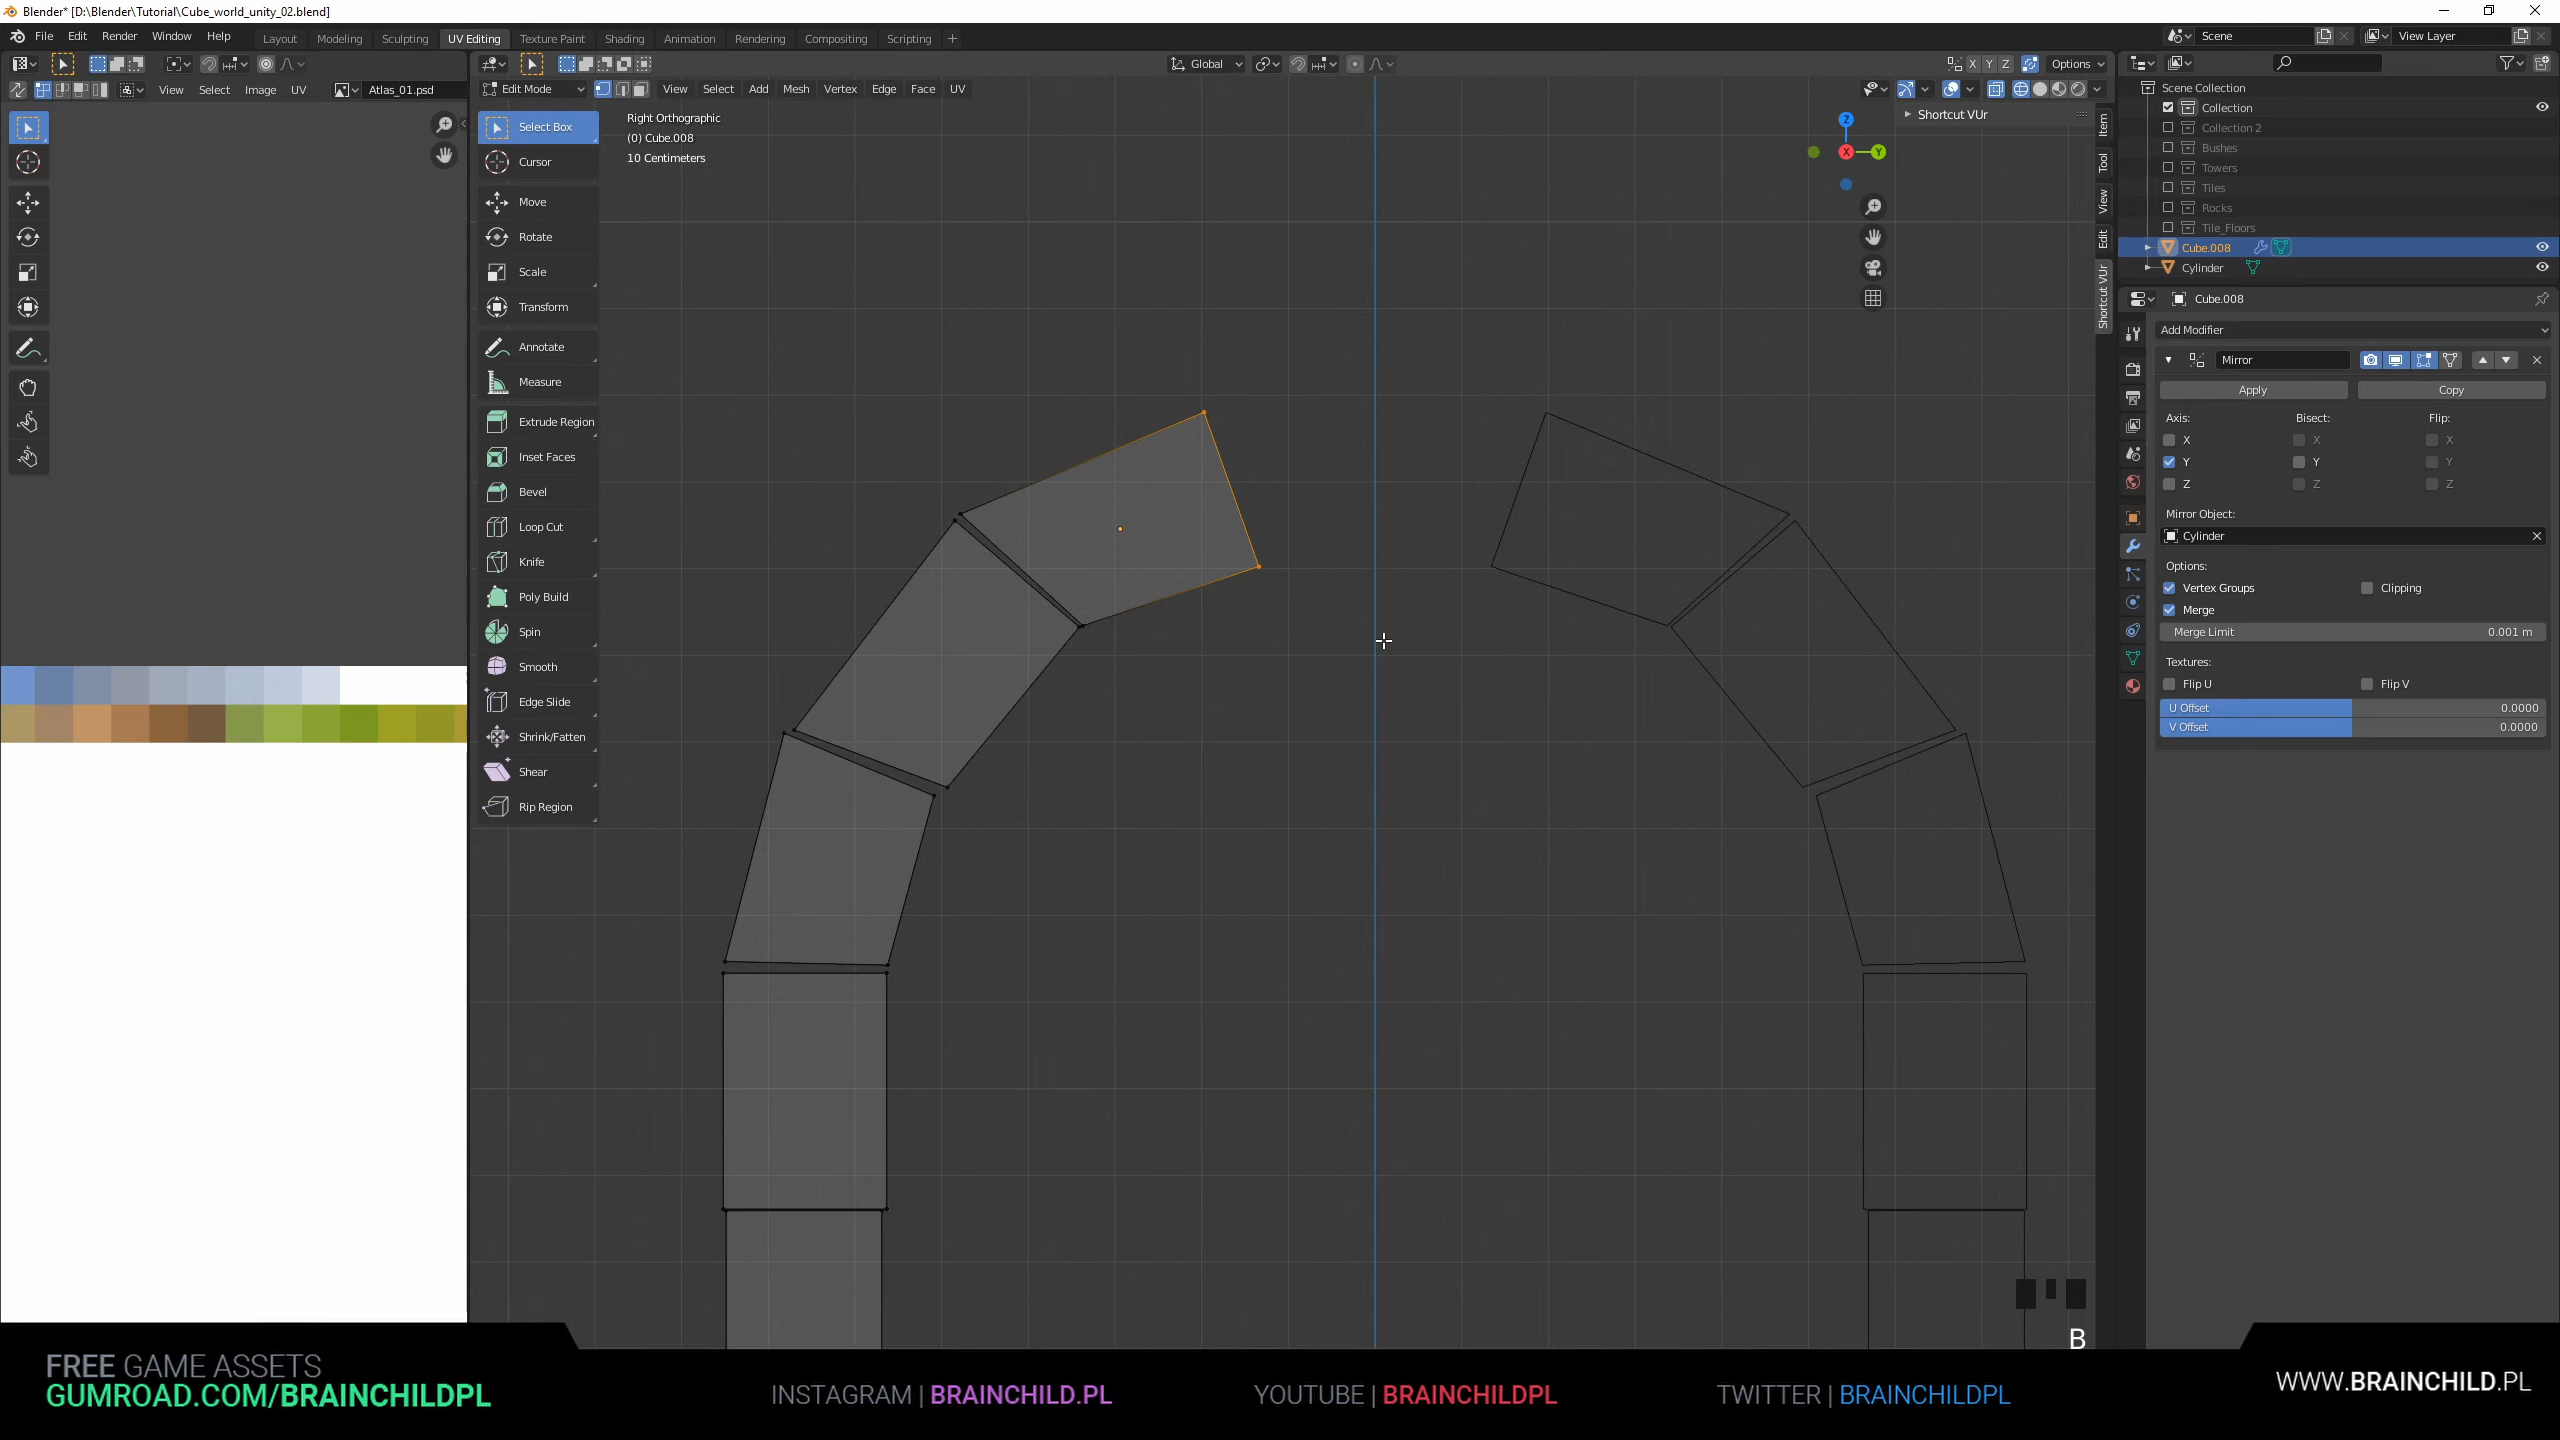 Blender* [D:\Blender\Tutorial\Cube_world_unity_02.blend]
File Edit Render Window Help Layout Modeling Sculpting UV Editing Texture Paint Shading Animation Rendering Compositing Scripting + Scene View Layer
Global X Y Z Options
View Select Image UV Atlas_01.psd Edit Mode View Select Add Mesh Vertex Edge Face UV
Select Box
Cursor
Move
Rotate
Scale
Transform
Annotate
Measure
Extrude Region
Inset Faces
Bevel
Loop Cut
Knife
Poly Build
Spin
Smooth
Edge Slide
Shrink/Fatten
Shear
Rip Region
Right Orthographic
(0) Cube.008
10 Centimeters
Z
X
Y
Shortcut VUr
Item
Tool
View
Edit
Shortcut VUr
Scene Collection
Collection
Collection 2
Bushes
Towers
Tiles
Rocks
Tile_Floors
Cube.008
Cylinder
Cube.008
Add Modifier
Mirror
Apply Copy
Axis: Bisect: Flip:
X X X
Y Y Y
Z Z Z
Mirror Object:
Cylinder
Options:
Vertex Groups Clipping
Merge
Merge Limit 0.001 m
Textures:
Flip U Flip V
U Offset 0.0000
V Offset 0.0000
B
FREE GAME ASSETS
GUMROAD.COM/BRAINCHILDPL
INSTAGRAM | BRAINCHILD.PL
YOUTUBE | BRAINCHILDPL
TWITTER | BRAINCHILDPL
WWW.BRAINCHILD.PL